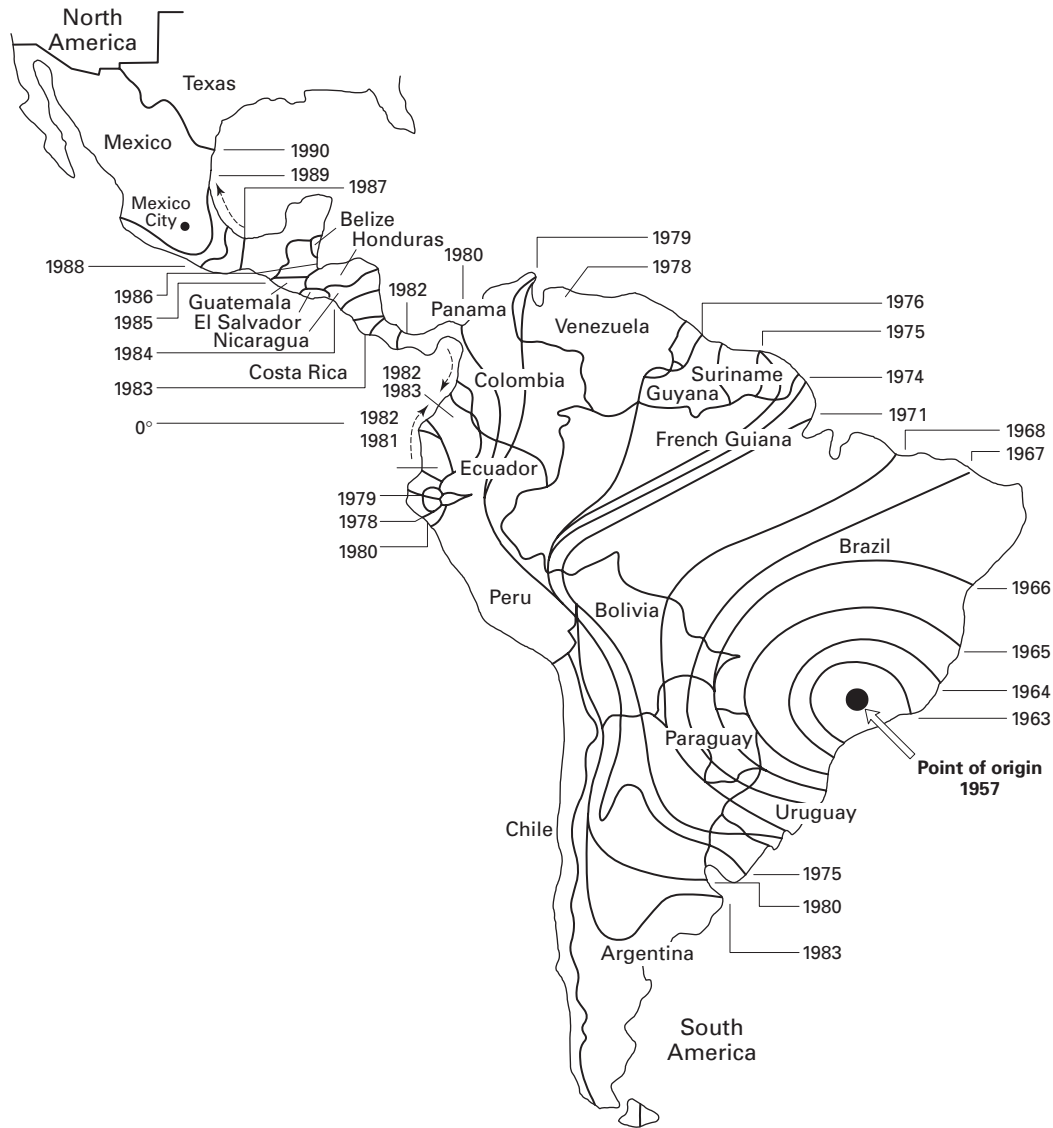 North
America
Texas
Mexico
1990
1989
1987
Mexico
City
Belize
Honduras
1980
1979
1988
1978
1986
1982
Guatemala
Panama
1976
1985
El Salvador
Venezuela
Nicaragua
1975
1984
Costa Rica
1982
Colombia
Suriname
1974
1983
1983
Guyana
0°
1982
1971
1981
French Guiana
1968
1967
Ecuador
1979
1978
1980
Brazil
1966
Peru
Bolivia
1965
1964
1963
Paraguay
Point of origin
1957
Uruguay
Chile
1975
1980
Argentina
1983
South
America